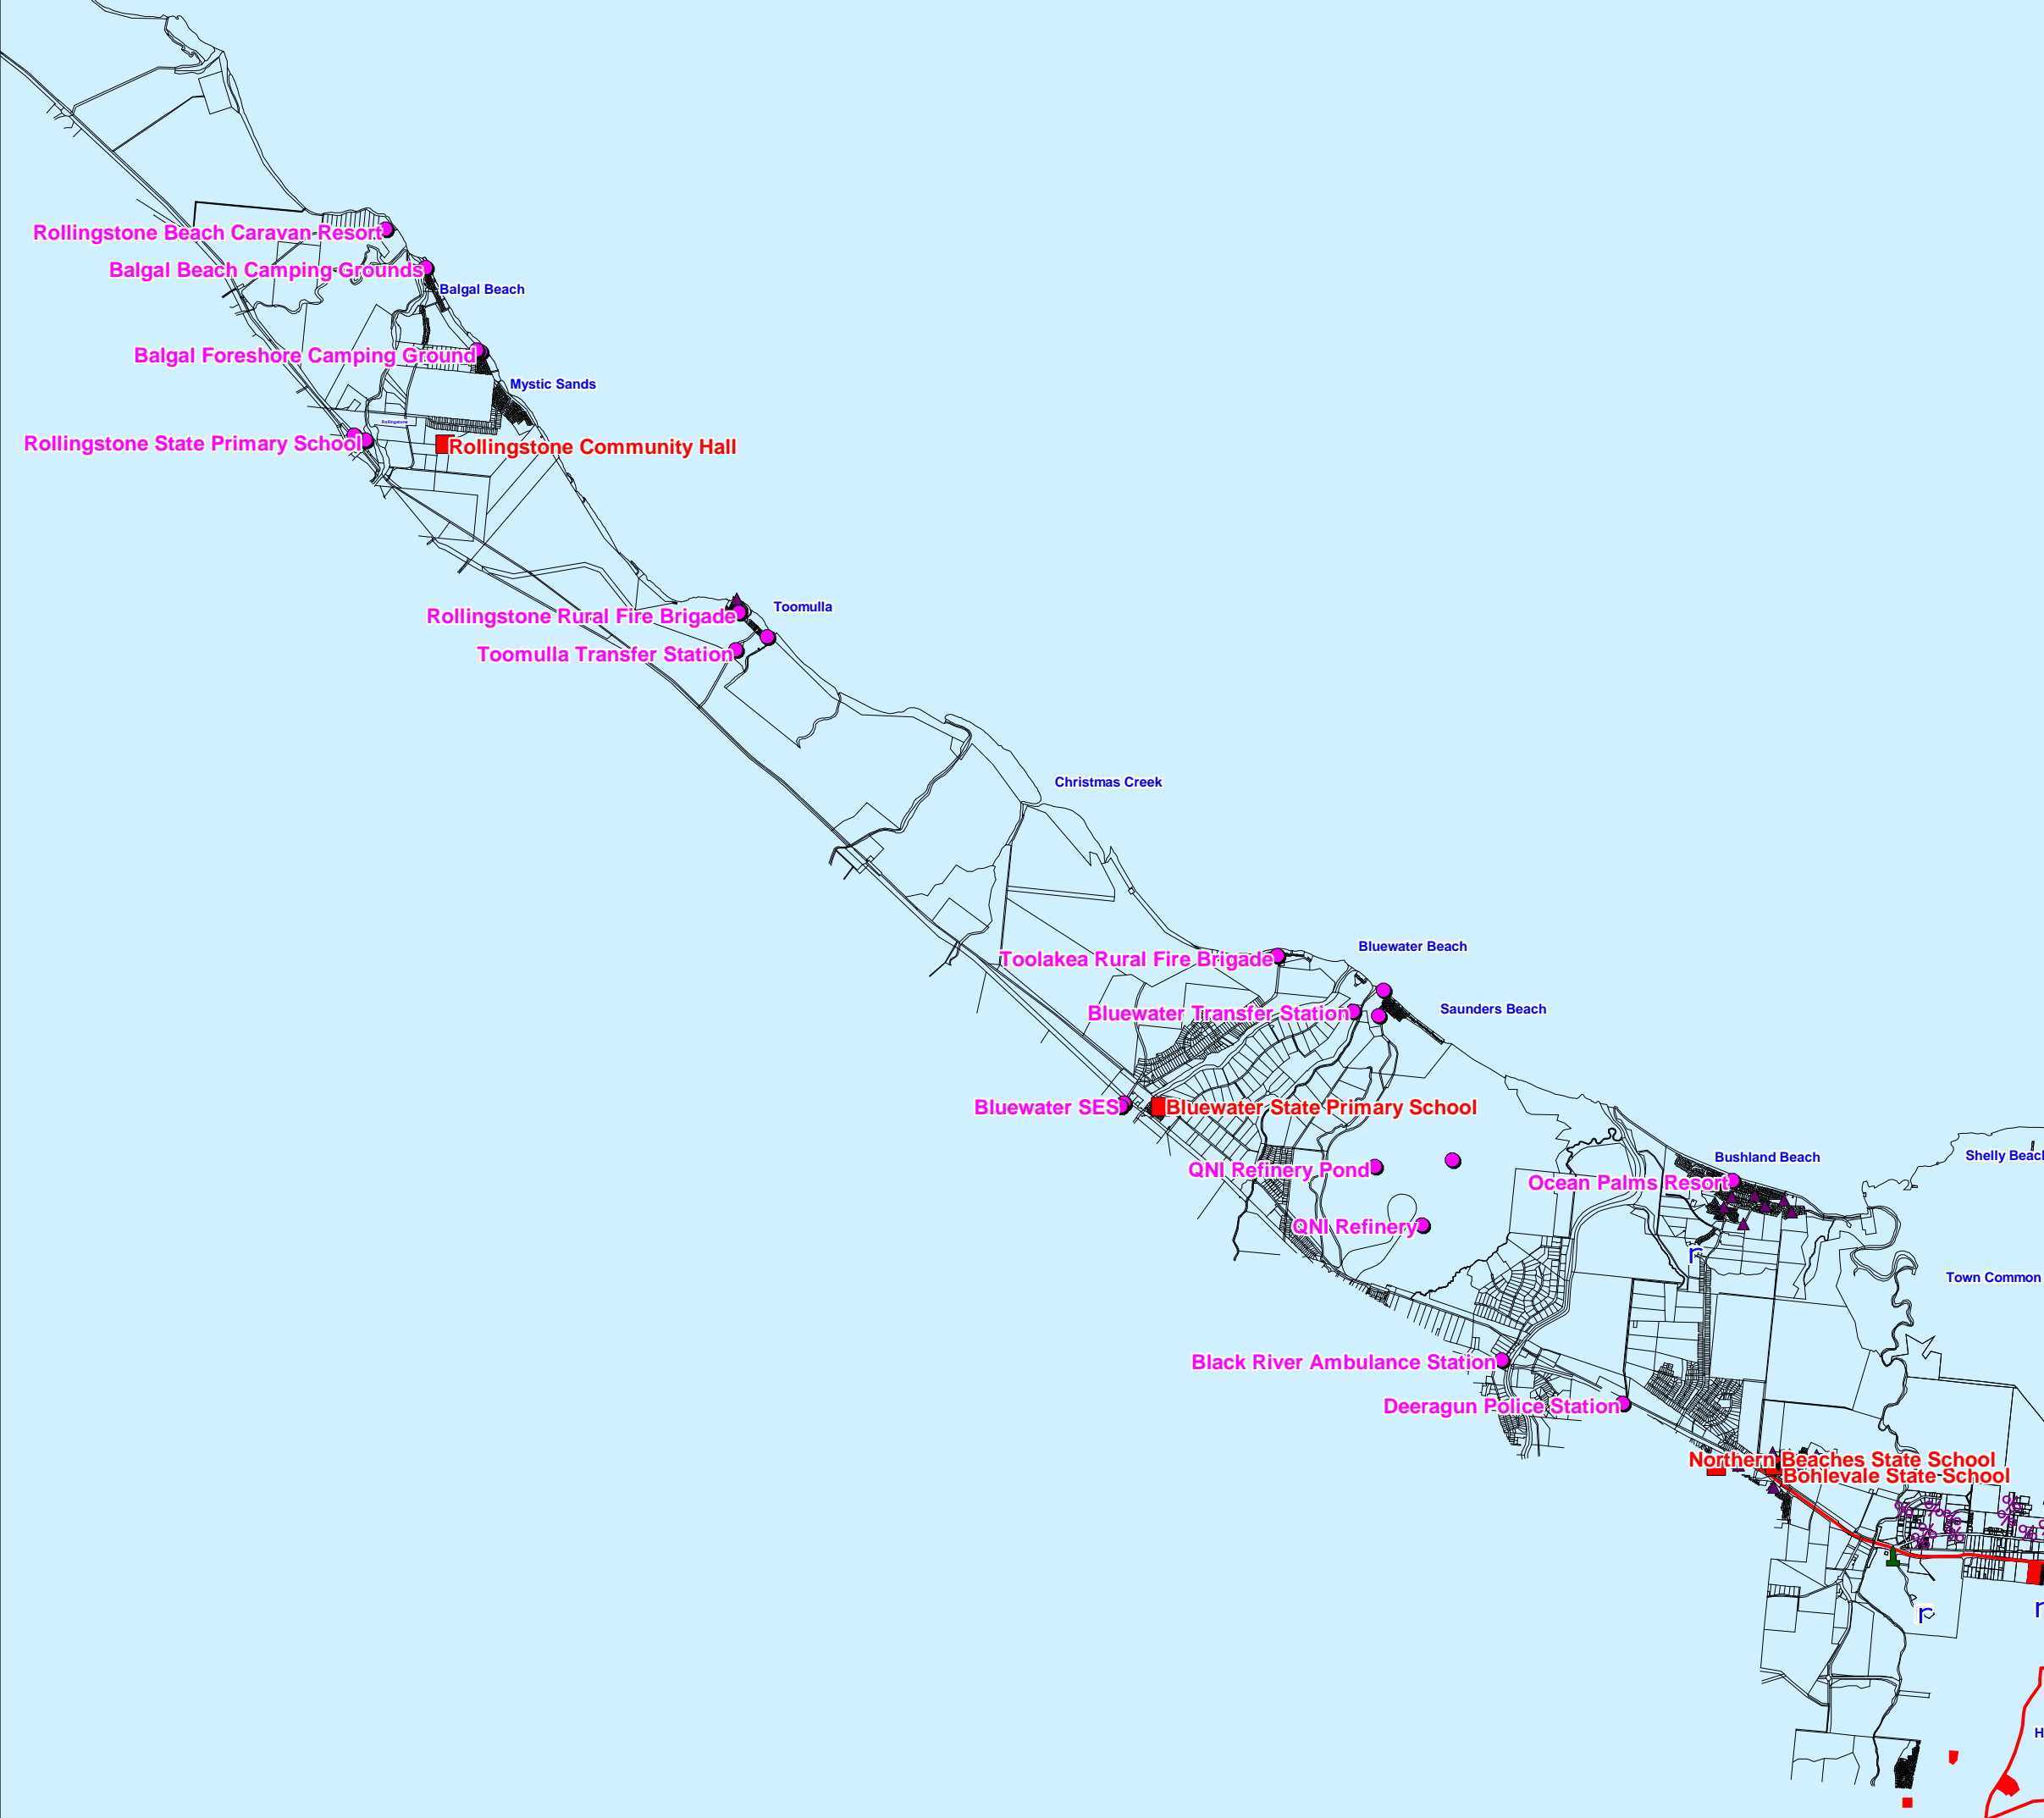 Rollingstone Beach Caravan Resort
Balgal Beach Camping Grounds
Balgal Beach
Balgal Foreshore Camping Ground
Mystic Sands
Rollingstone
Rollingstone State Primary School
Rollingstone Community Hall
Toomulla
Rollingstone Rural Fire Brigade
Toomulla Transfer Station
Christmas Creek
Bluewater Beach
Toolakea Rural Fire Brigade
Saunders Beach
Bluewater Transfer Station
Bluewater SES
Bluewater State Primary School
Bushland Beach
Shelly Beach
QNI Refinery Pond
Ocean Palms Resort
QNI Refinery
r
Town Common
Black River Ambulance Station
Deeragun Police Station
Northern Beaches State School
Bohlevale State School
% % % % % % % % %
r
r
H